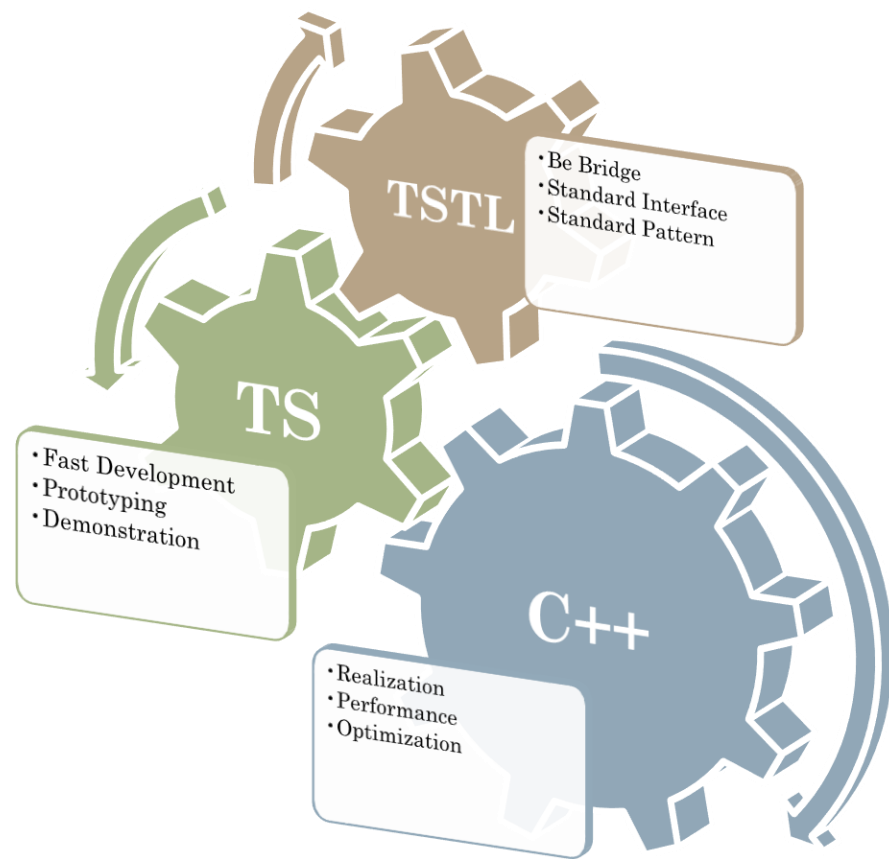 TSTL
• Be Bridge
• Standard Interface
• Standard Pattern
TS
• Fast Development
• Prototyping
• Demonstration
C++
• Realization
• Performance
• Optimization